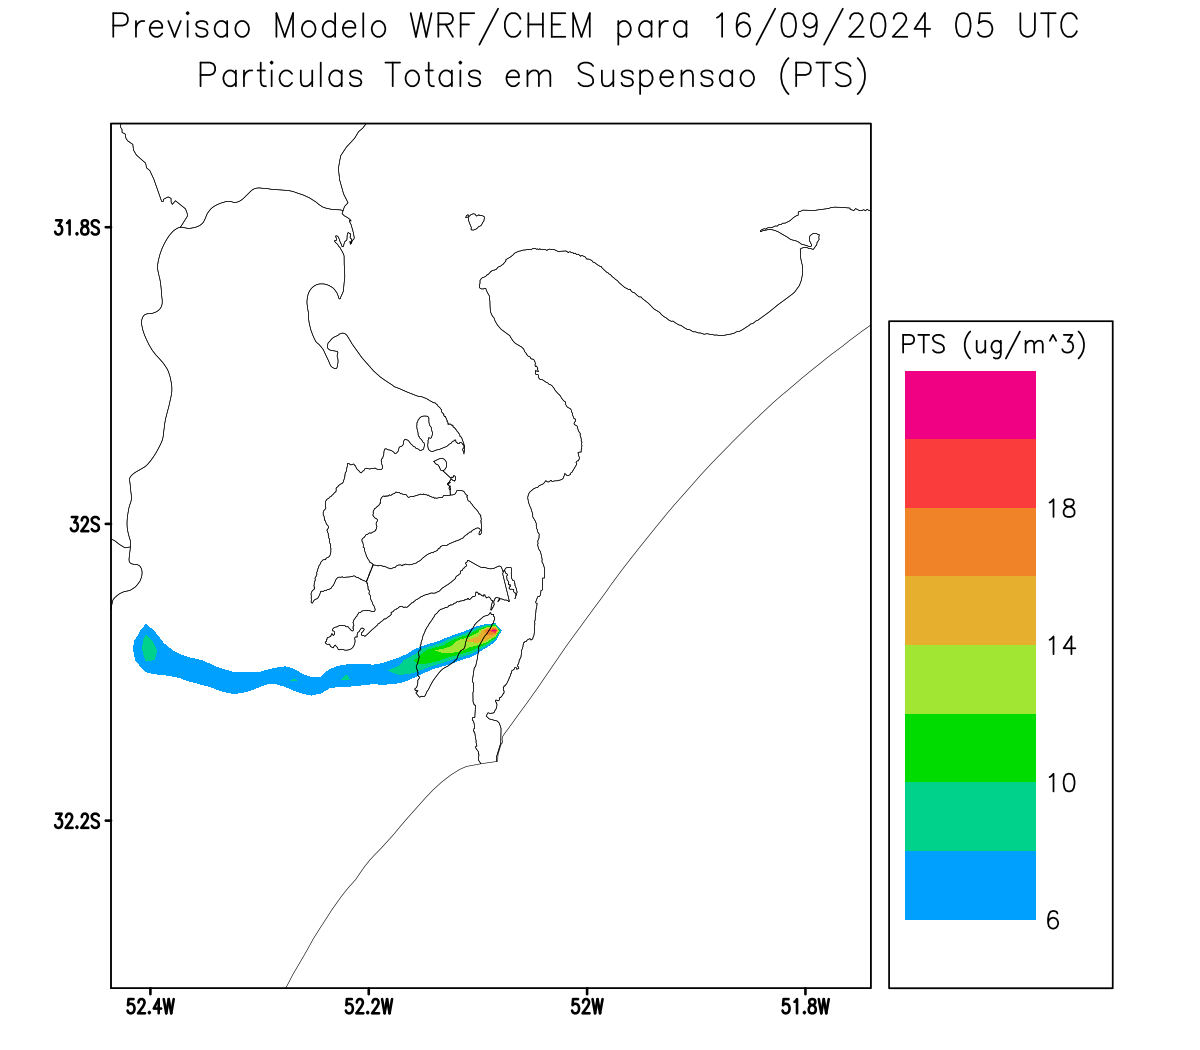 Previsao Modelo WRF/CHEM para 16/09/2024 05 UTC
Particulas Totais em Suspensao (PTS)
31.8S
32S
32.2S
52.4W
52.2W
52W
51.8W
PTS (ug/m^3)
18
14
10
6